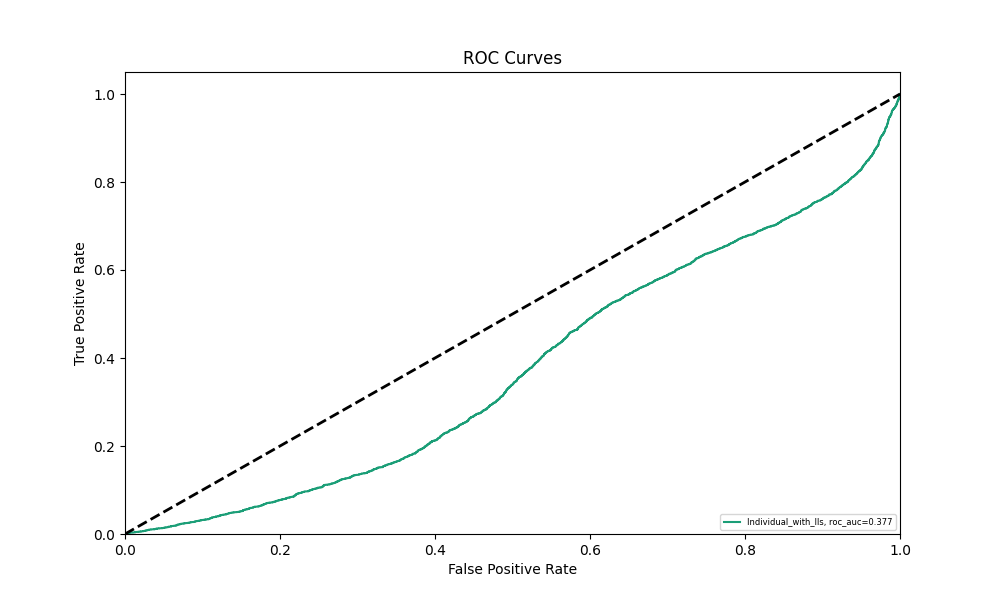 ROC Curves
True Positive Rate
1.0
0.8
0.6
0.4
0.2
0.0
Individual_with_lls, roc_auc=0.377
0.0 0.2 0.4 0.6 0.8 1.0
False Positive Rate